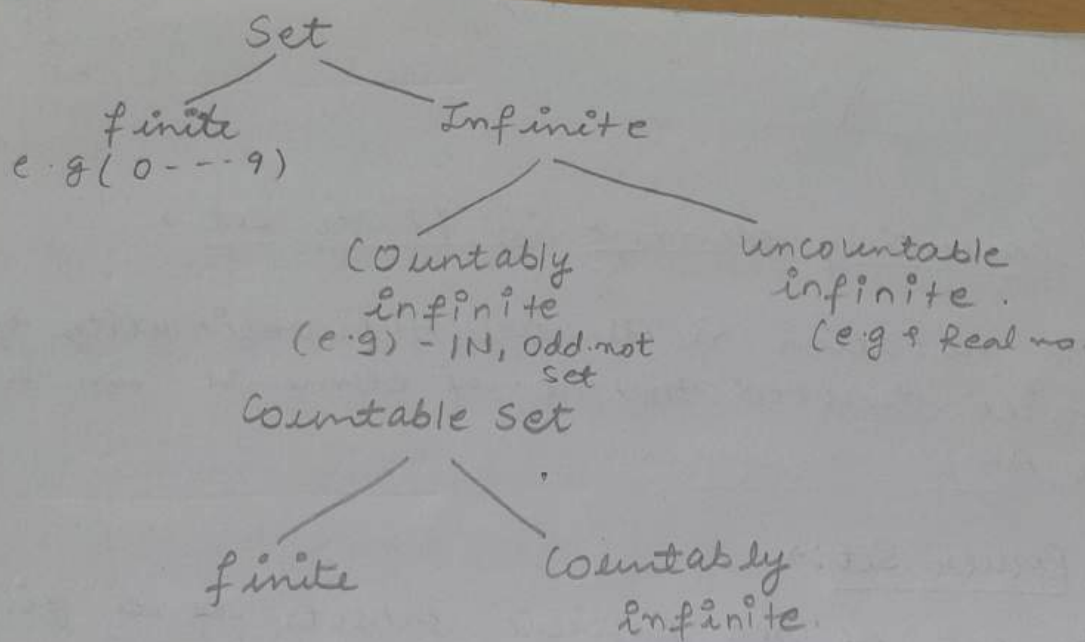 Set
finite Infinite
e.g ( 0 - - - 9 )
Countably uncountable
infinite infinite.
(e.g) - IN, Odd.not (e.g : Real no
set
Countable Set
finite Countably
infinite.